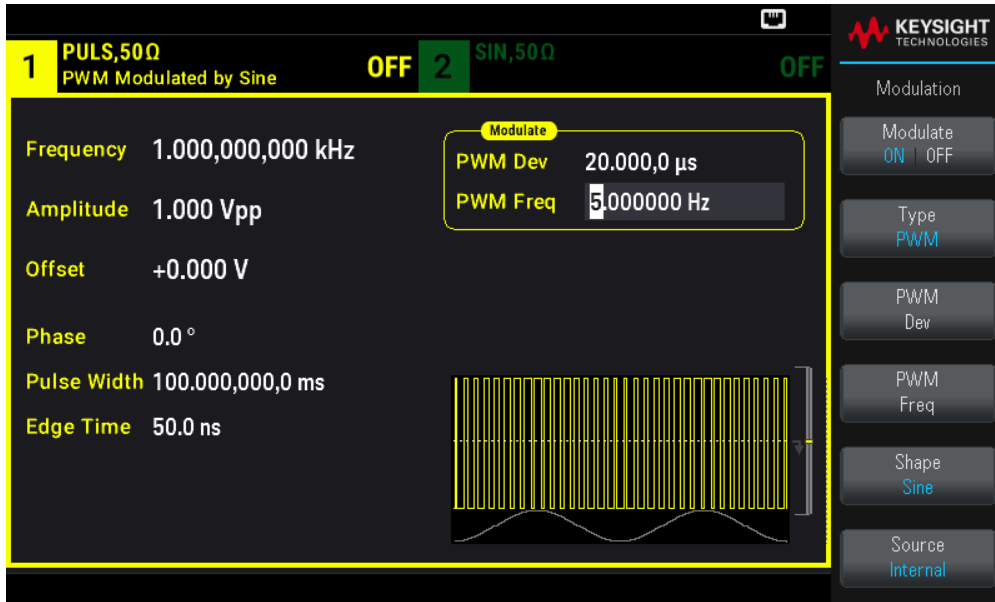 KEYSIGHT
TECHNOLOGIES
1 PULS,50Ω OFF
PWM Modulated by Sine
2 SIN,50Ω OFF
Modulation
Frequency 1.000,000,000 kHz
Amplitude 1.000 Vpp
Offset +0.000 V
Phase 0.0 °
Pulse Width 100.000,000,0 ms
Edge Time 50.0 ns
Modulate
PWM Dev 20.000,0 µs
PWM Freq 5.000000 Hz
Modulate
ON | OFF
Type
PWM
PWM
Dev
PWM
Freq
Shape
Sine
Source
Internal